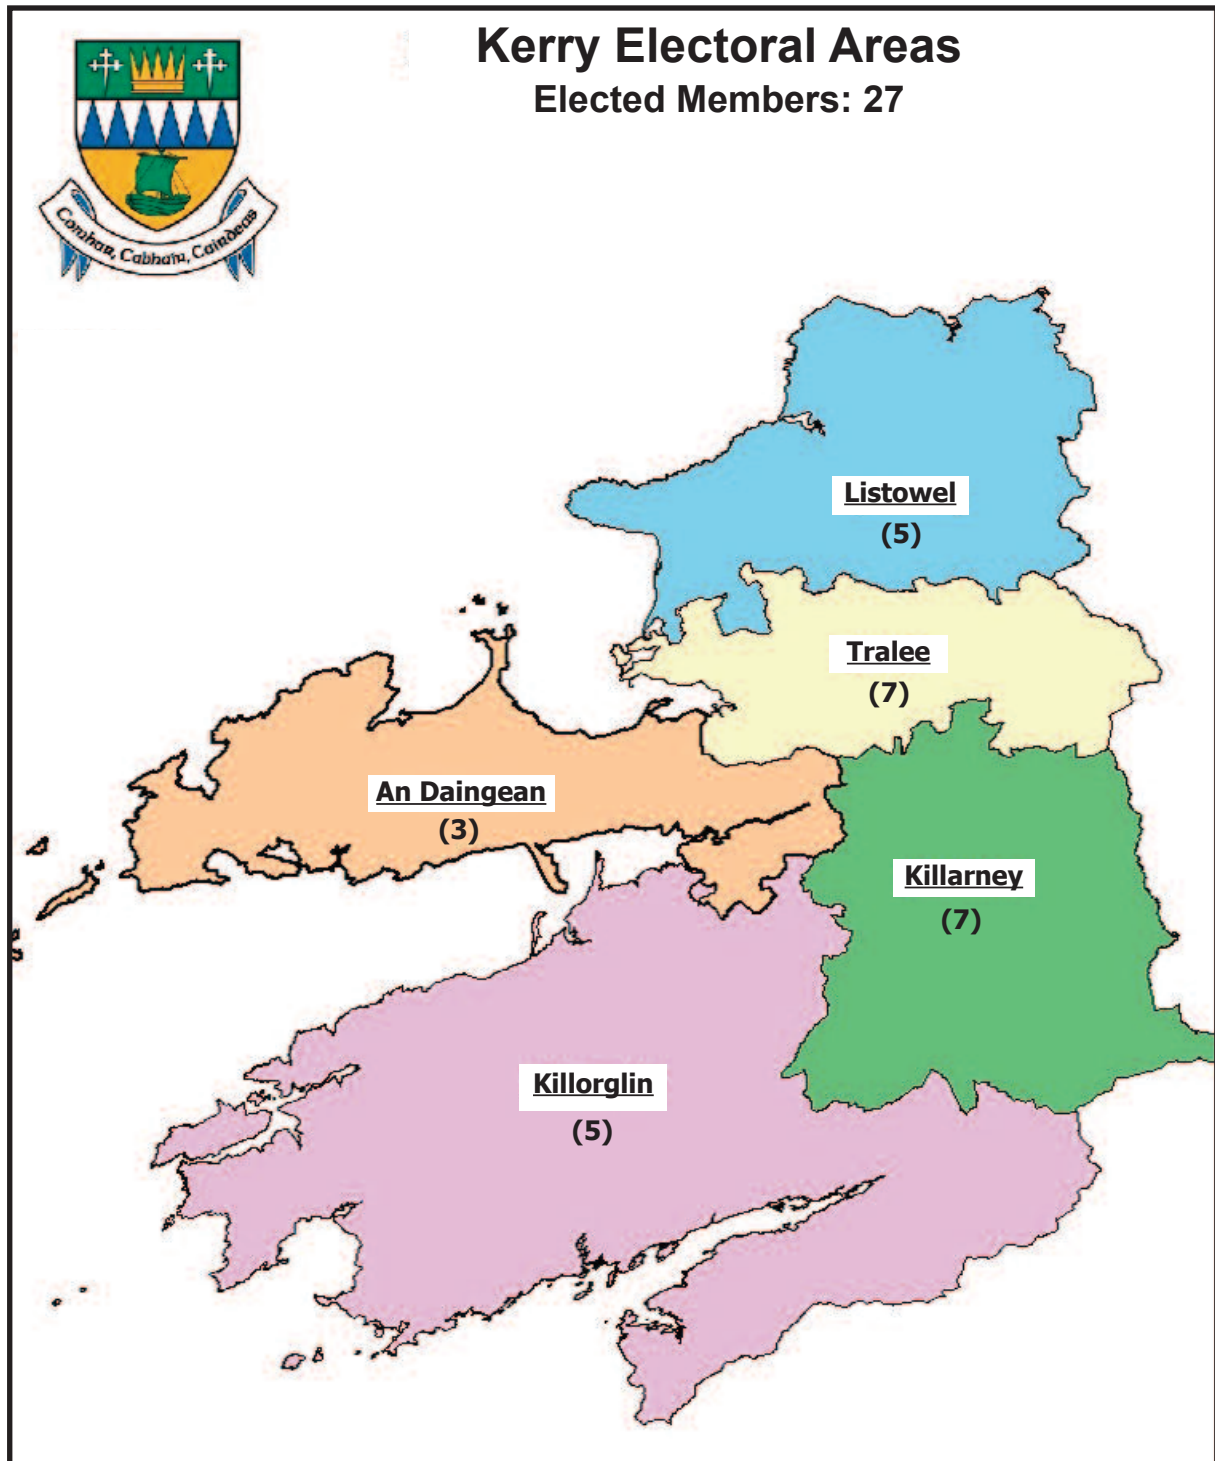 Kerry Electoral Areas
Elected Members: 27
Comhar, Cabhair, Cairdeas
Listowel
(5)
Tralee
(7)
An Daingean
(3)
Killarney
(7)
Killorglin
(5)